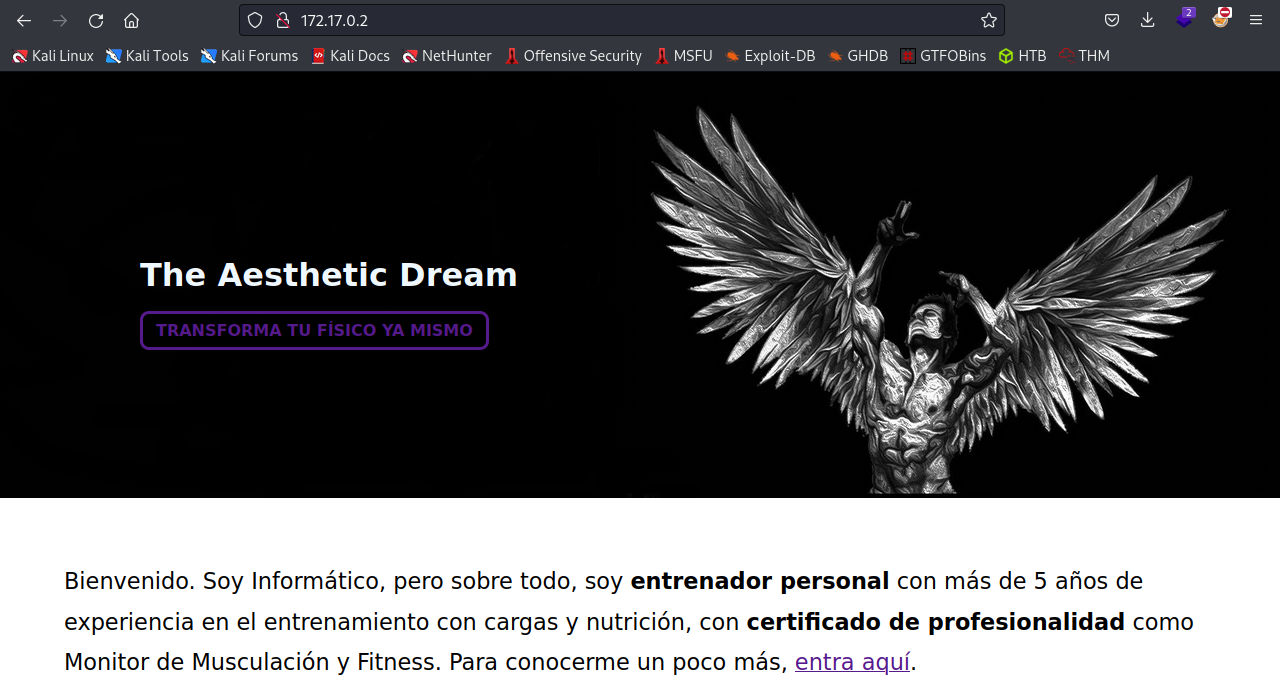 172.17.0.2
2
Kali Linux Kali Tools Kali Forums Kali Docs NetHunter Offensive Security MSFU Exploit-DB GHDB GTFOBins HTB THM
The Aesthetic Dream
TRANSFORMA TU FÍSICO YA MISMO
Bienvenido. Soy Informático, pero sobre todo, soy entrenador personal con más de 5 años de
experiencia en el entrenamiento con cargas y nutrición, con certificado de profesionalidad como
Monitor de Musculación y Fitness. Para conocerme un poco más, entra aquí.